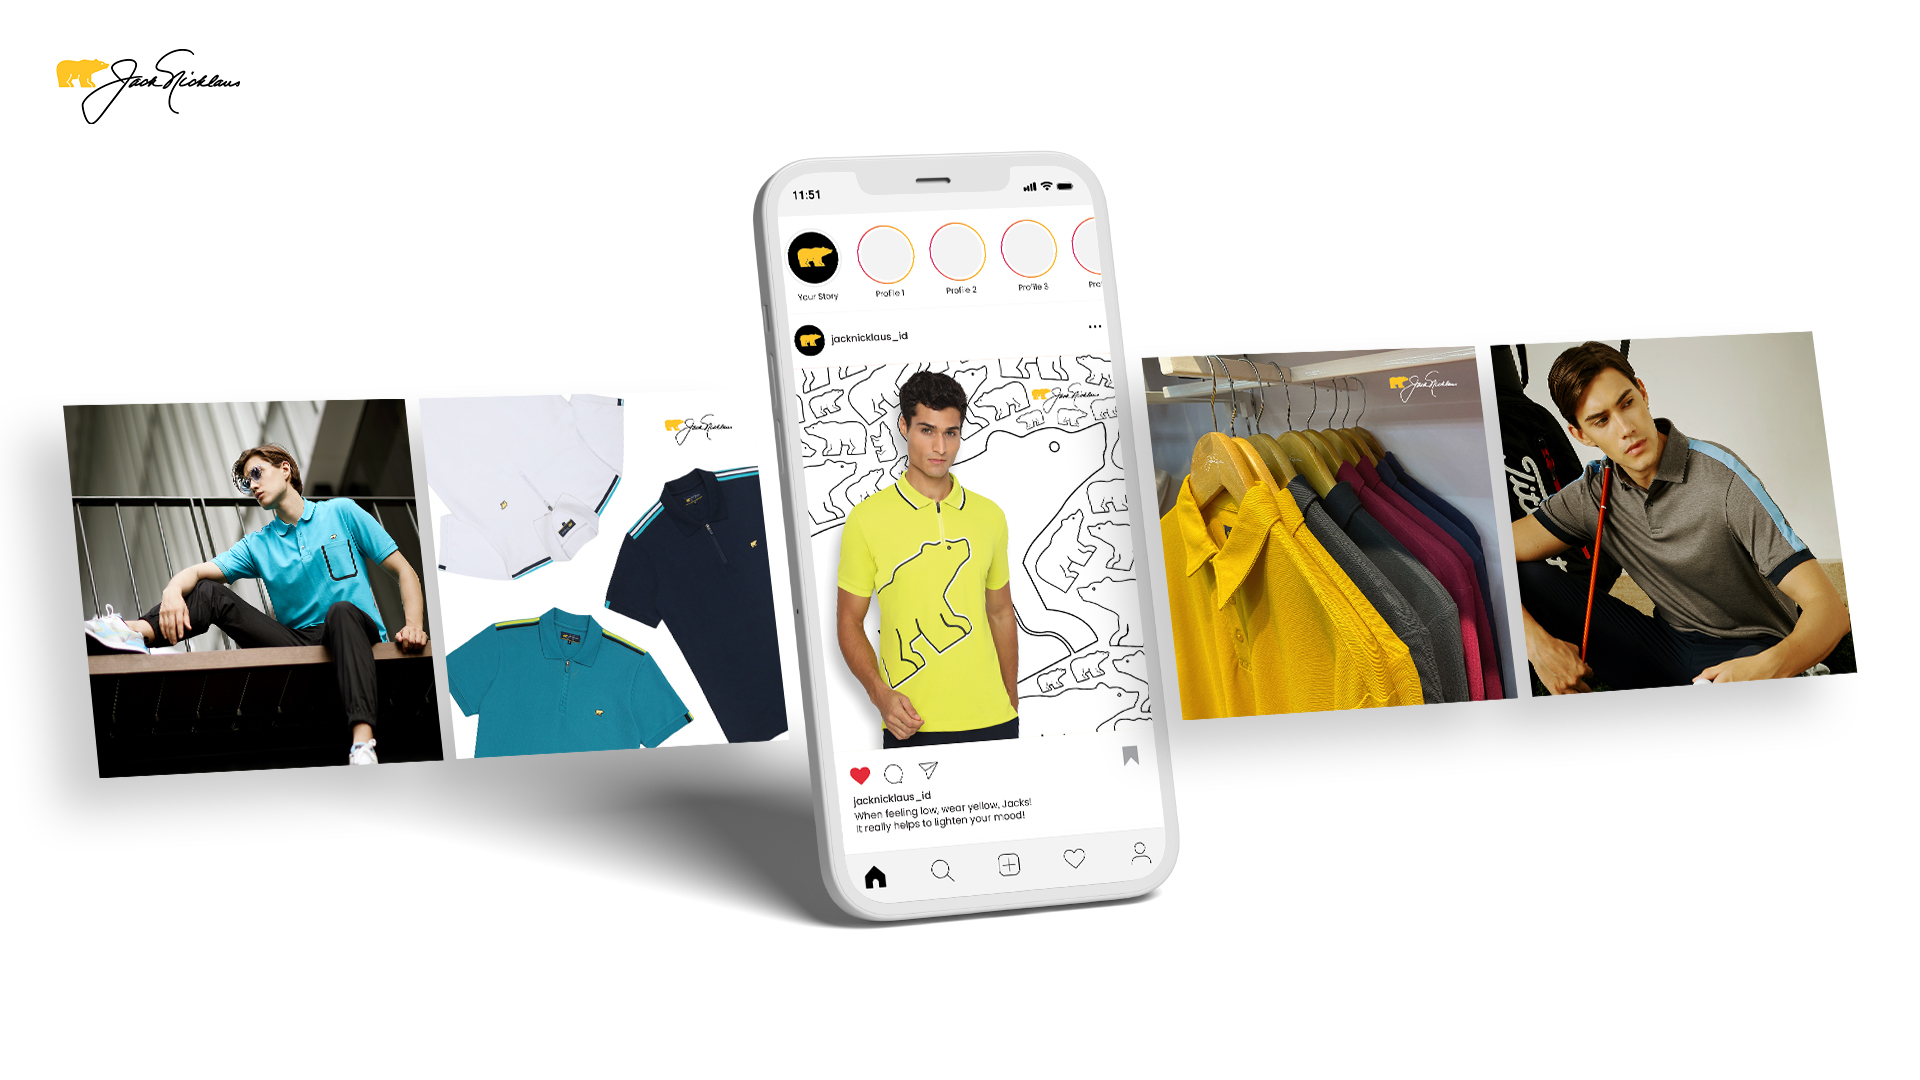 Jack Nicklaus
11:51
Your Story
Profile 1
Profile 2
Profile 3
Pro
jacknicklaus_id
Jack Nicklaus
Jack Nicklaus
Jack Nicklaus
Tit
jacknicklaus_id
When feeling low, wear yellow, Jacks!
It really helps to lighten your mood!